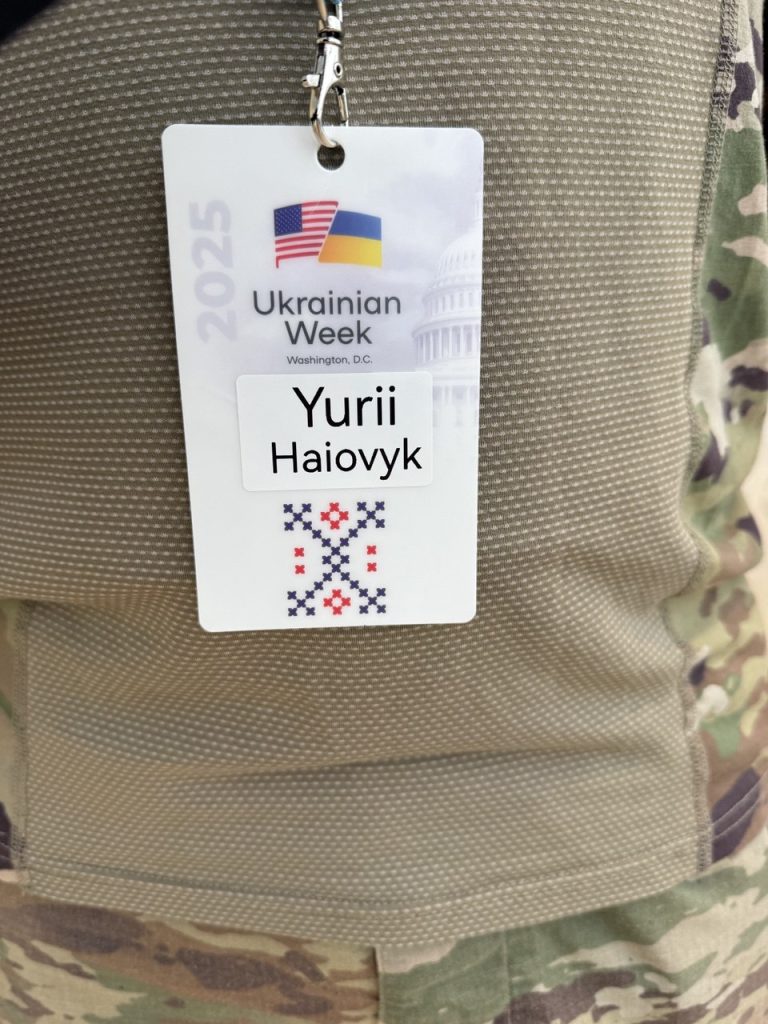 2025
Ukrainian
Week
Washington, D.C.
Yurii
Haiovyk